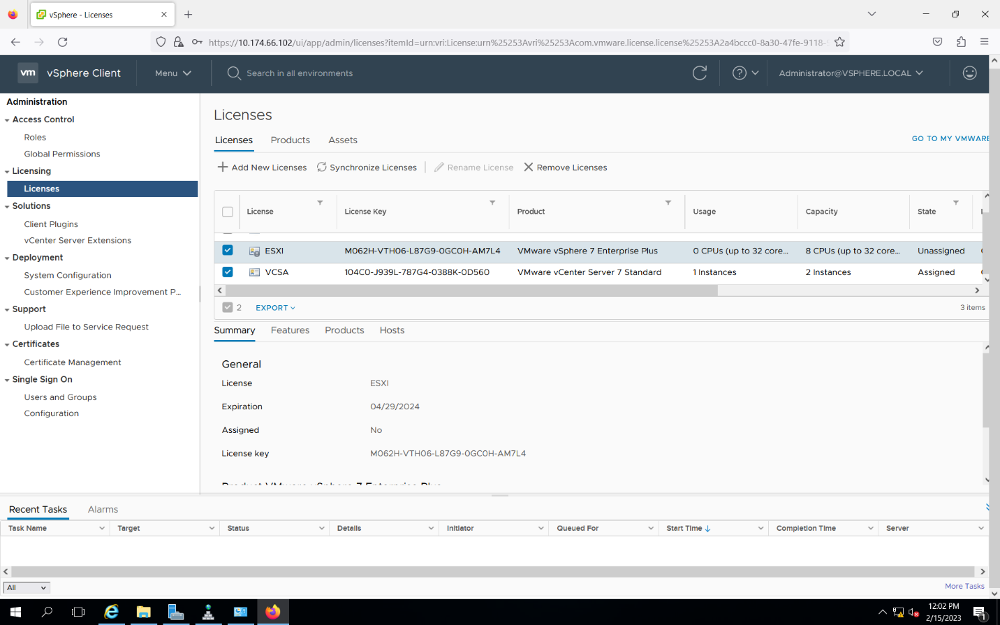 vSphere - Licenses
https://10.174.66.102/ui/app/admin/licenses?itemId=urn:vri:License:urn%25253Avri%25253Acom.vmware.license.license%25253A2a4bccc0-8a30-47fe-9118-
vm vSphere Client Menu Search in all environments Administrator@VSPHERE.LOCAL
Administration
Access Control
Roles
Global Permissions
Licensing
Licenses
Solutions
Client Plugins
vCenter Server Extensions
Deployment
System Configuration
Customer Experience Improvement P...
Support
Upload File to Service Request
Certificates
Certificate Management
Single Sign On
Users and Groups
Configuration
Licenses
Licenses Products Assets
GO TO MY VMWARE
Add New Licenses Synchronize Licenses Rename License Remove Licenses
License License Key Product Usage Capacity State
ESXI M062H-VTH06-L87G9-0GC0H-AM7L4 VMware vSphere 7 Enterprise Plus 0 CPUs (up to 32 core... 8 CPUs (up to 32 core... Unassigned
VCSA 104C0-J939L-787G4-0388K-0D560 VMware vCenter Server 7 Standard 1 Instances 2 Instances Assigned
2 EXPORT 3 items
Summary Features Products Hosts
General
License ESXI
Expiration 04/29/2024
Assigned No
License key M062H-VTH06-L87G9-0GC0H-AM7L4
Product VMware vSphere 7 Enterprise Plus
Recent Tasks Alarms
Task Name Target Status Details Initiator Queued For Start Time Completion Time Server
All More Tasks
12:02 PM
2/15/2023
1